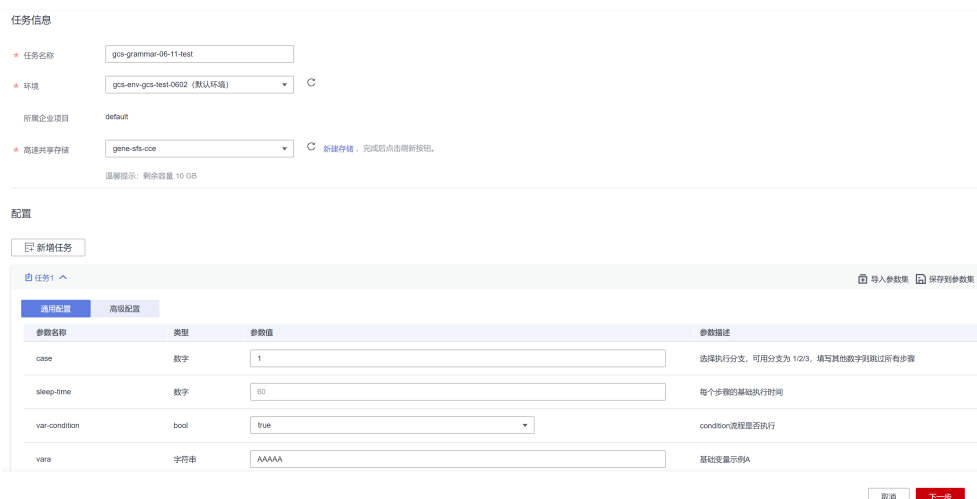 任务信息
* 任务名称 gcs-grammar-06-11-test
* 环境 gcs-env-gcs-test-0602 (默认环境)
所属企业项目 default
* 高速共享存储 gene-sfs-cce 新建存储，完成后点击刷新按钮。
温馨提示：剩余容量 10 GB
配置
新增任务
任务1 导入参数集 保存到参数集
通用配置 高级配置
参数名称 类型 参数值 参数描述
case 数字 1 选择执行分支，可用分支为 1/2/3，填写其他数字则跳过所有步骤
sleep-time 数字 60 每个步骤的基础执行时间
var-condition bool true condition流程是否执行
vara 字符串 AAAAA 基础变量示例A
取消 下一步